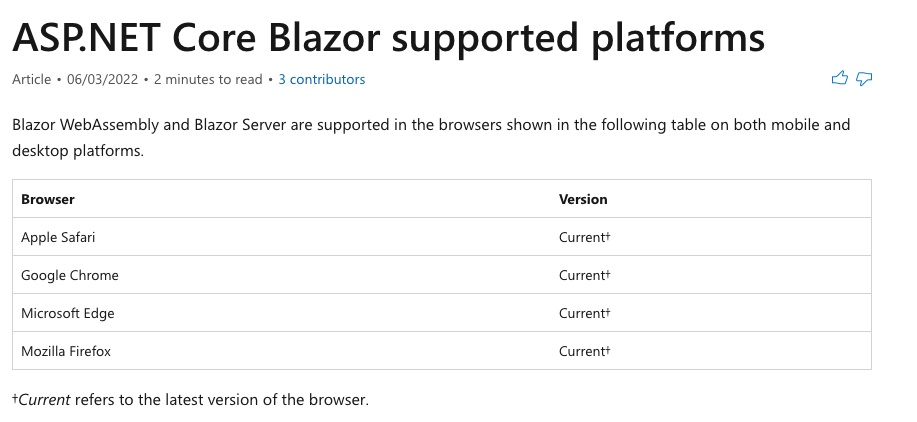 ASP.NET Core Blazor supported platforms
Article • 06/03/2022 • 2 minutes to read • 3 contributors
Blazor WebAssembly and Blazor Server are supported in the browsers shown in the following table on both mobile and
desktop platforms.
Browser Version
Apple Safari Current†
Google Chrome Current†
Microsoft Edge Current†
Mozilla Firefox Current†
†Current refers to the latest version of the browser.